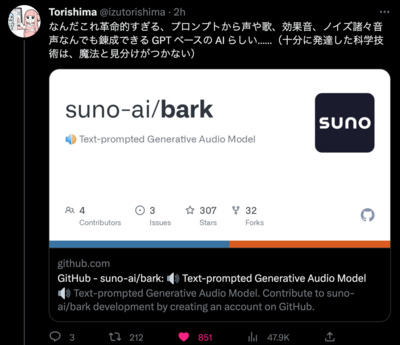 Torishima @izutorishima · 2h
なんだこれ革命的すぎる、プロンプトから声や歌、効果音、ノイズ諸々音
声なんでも錬成できる GPT ベースの AI らしい……（十分に発達した科学技
術は、魔法と見分けがつかない）
suno-ai/bark
Text-prompted Generative Audio Model
suno
4
Contributors
3
Issues
307
Stars
32
Forks
github.com
GitHub - suno-ai/bark: 🔊 Text-prompted Generative Audio Model
🔊 Text-prompted Generative Audio Model. Contribute to suno-
ai/bark development by creating an account on GitHub.
3 212 851 47.9K